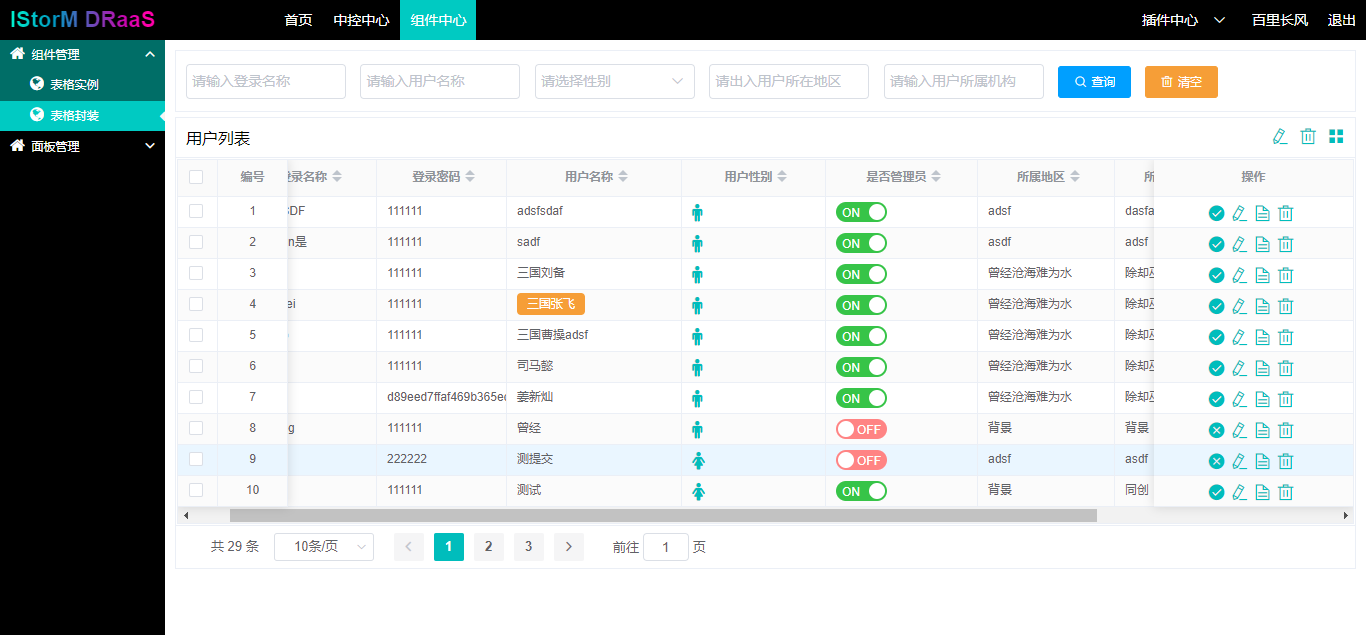 IStorM DRaaS 首页 中控中心 组件中心 插件中心 百里长风 退出
组件管理
表格实例
表格封装
面板管理
请输入登录名称 请输入用户名称 请选择性别 请出入用户所在地区 请输入用户所属机构 查询 清空
用户列表
编号 登录名称 登录密码 用户名称 用户性别 是否管理员 所属地区 所 操作
1 DF 111111 adsfsdaf ON adsf dasfa
2 n是 111111 sadf ON asdf adsf
3 111111 三国刘备 ON 曾经沧海难为水 除却巫
4 ei 111111 三国张飞 ON 曾经沧海难为水 除却巫
5 111111 三国曹操adsf ON 曾经沧海难为水 除却巫
6 111111 司马懿 ON 曾经沧海难为水 除却巫
7 d89eed7ffaf469b365ec 姜新灿 ON 曾经沧海难为水 除却巫
8 g 111111 曾经 OFF 背景 背景
9 222222 测提交 OFF adsf asdf
10 111111 测试 ON 背景 同创
共 29 条 10条/页 1 2 3 前往 1 页